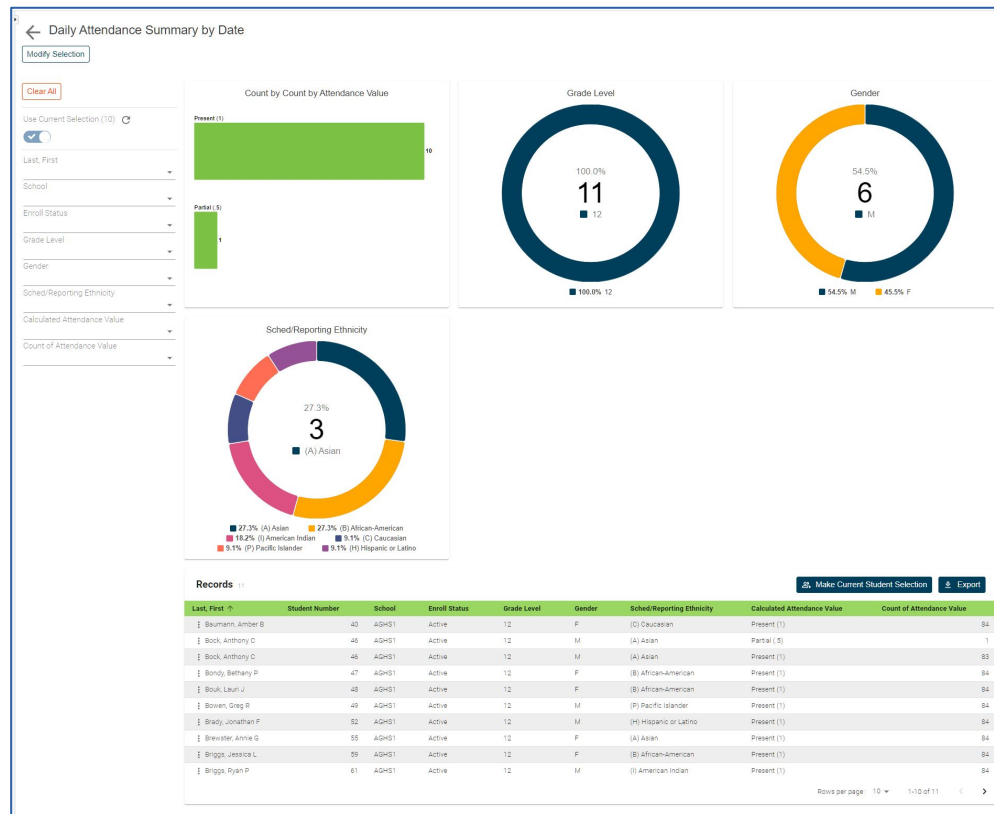 Daily Attendance Summary by Date
Modify Selection
Clear All
Use Current Selection (10)
Last, First
School
Enroll Status
Grade Level
Gender
Sched/Reporting Ethnicity
Calculated Attendance Value
Count of Attendance Value
Count by Count by Attendance Value
Present (1)
10
Partial (.5)
1
Grade Level
100.0%
11
12
100.0% 12
Gender
54.5%
6
M
54.5% M 45.5% F
Sched/Reporting Ethnicity
27.3%
3
(A) Asian
27.3% (A) Asian 27.3% (B) African-American
18.2% (I) American Indian 9.1% (C) Caucasian
9.1% (P) Pacific Islander 9.1% (H) Hispanic or Latino
Records 11
Make Current Student Selection Export
Last, First Student Number School Enroll Status Grade Level Gender Sched/Reporting Ethnicity Calculated Attendance Value Count of Attendance Value
Baumann, Amber B 40 AGHS1 Active 12 F (C) Caucasian Present (1) 84
Bock, Anthony C 46 AGHS1 Active 12 M (A) Asian Partial (.5) 1
Bock, Anthony C 46 AGHS1 Active 12 M (A) Asian Present (1) 83
Bondy, Bethany P 47 AGHS1 Active 12 F (B) African-American Present (1) 84
Bouk, Lauri J 48 AGHS1 Active 12 F (B) African-American Present (1) 84
Bowen, Greg R 49 AGHS1 Active 12 M (P) Pacific Islander Present (1) 84
Brady, Jonathan F 52 AGHS1 Active 12 M (H) Hispanic or Latino Present (1) 84
Brewster, Annie G 55 AGHS1 Active 12 F (A) Asian Present (1) 84
Briggs, Jessica L 59 AGHS1 Active 12 F (B) African-American Present (1) 84
Briggs, Ryan P 61 AGHS1 Active 12 M (I) American Indian Present (1) 84
Rows per page: 10 1-10 of 11